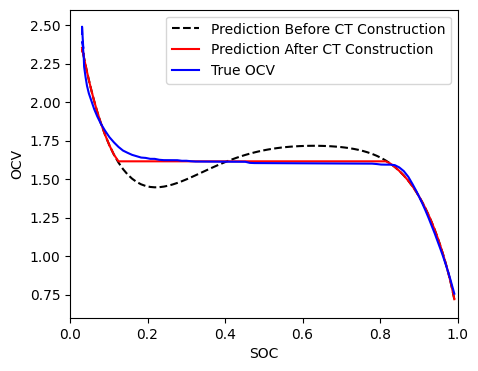 Prediction Before CT Construction
Prediction After CT Construction
True OCV
2.50
2.25
2.00
1.75
1.50
1.25
1.00
0.75
OCV
0.0 0.2 0.4 0.6 0.8 1.0
SOC